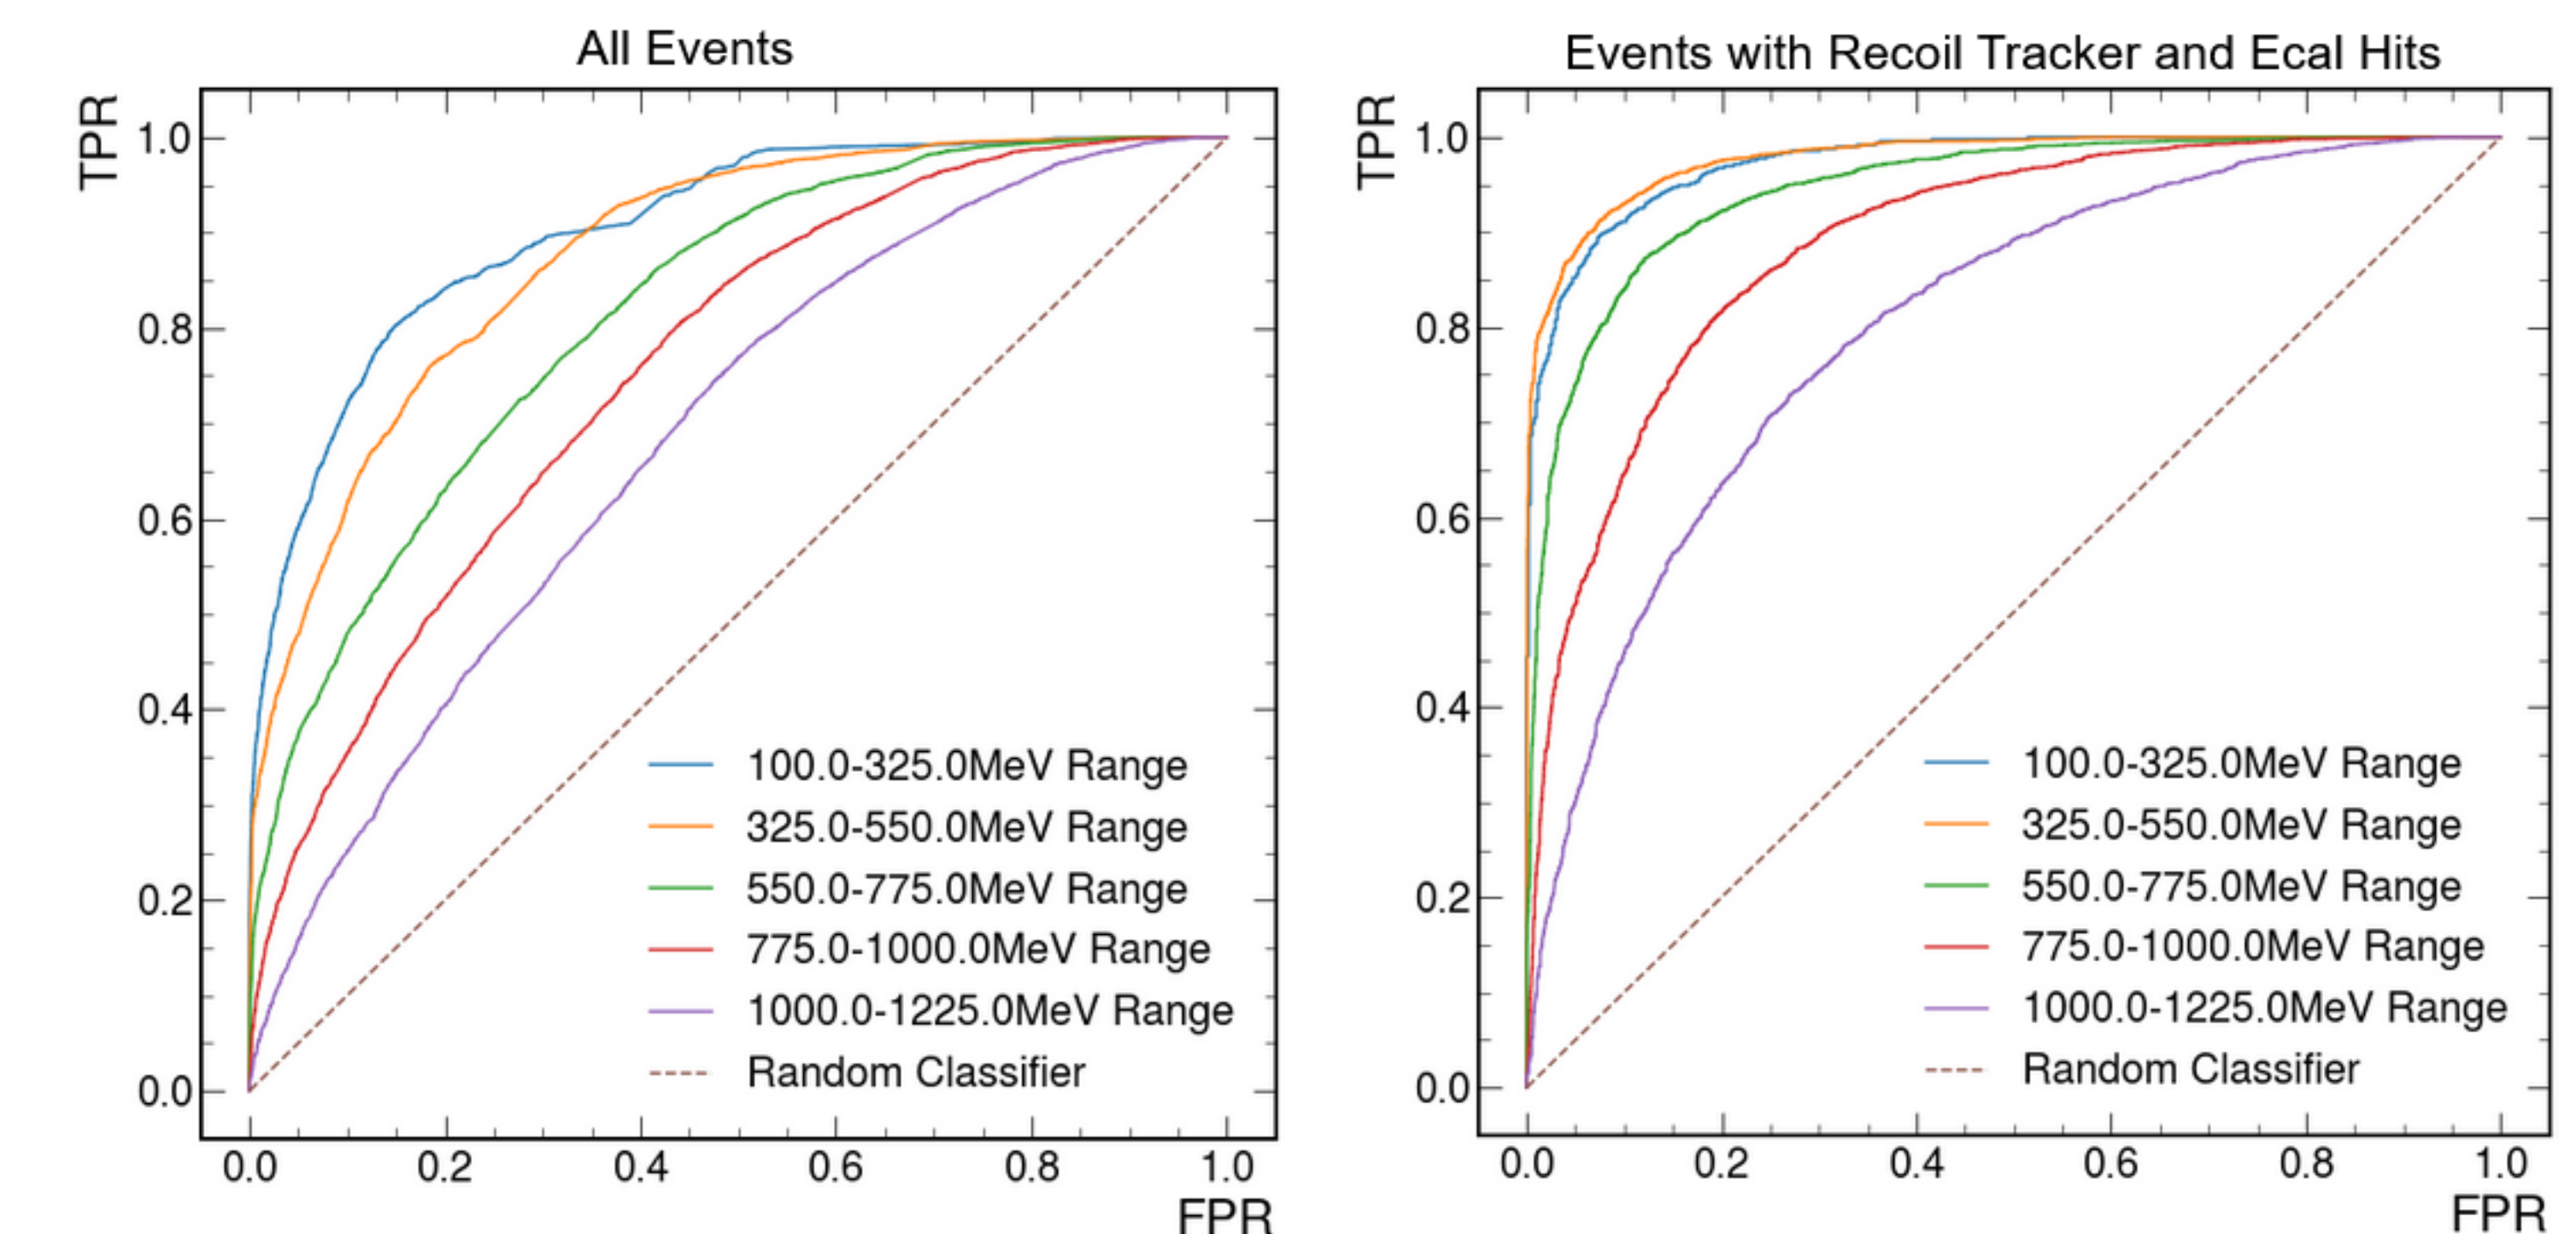 All Events
TPR
1.0
0.8
0.6
0.4
0.2
0.0
100.0-325.0MeV Range
325.0-550.0MeV Range
550.0-775.0MeV Range
775.0-1000.0MeV Range
1000.0-1225.0MeV Range
Random Classifier
0.0 0.2 0.4 0.6 0.8 1.0
FPR
Events with Recoil Tracker and Ecal Hits
TPR
1.0
0.8
0.6
0.4
0.2
0.0
100.0-325.0MeV Range
325.0-550.0MeV Range
550.0-775.0MeV Range
775.0-1000.0MeV Range
1000.0-1225.0MeV Range
Random Classifier
0.0 0.2 0.4 0.6 0.8 1.0
FPR